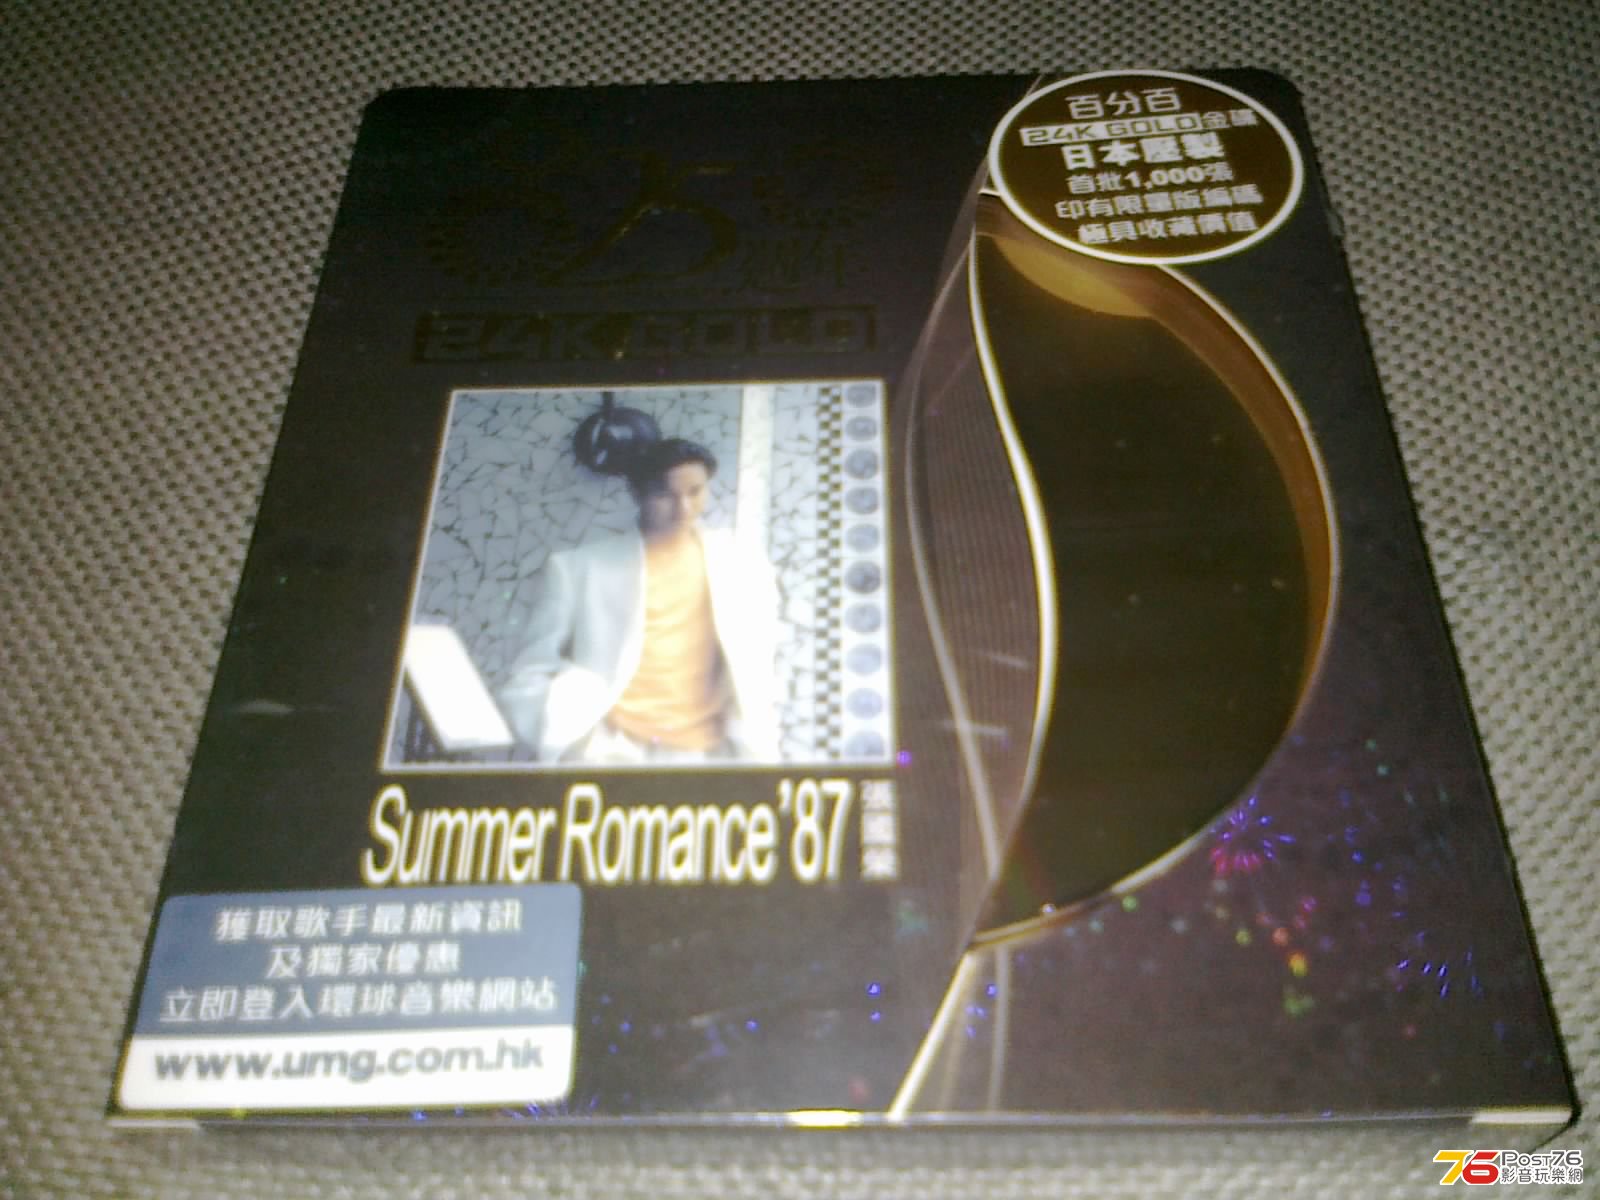 百分百
24K GOLD金碟
日本壓製
首批1,000張
印有限量版編碼
極具收藏價值
25週年
24K GOLD
Summer Romance'87
張國榮
獲取歌手最新資訊
及獨家優惠
立即登入環球音樂網站
www.umg.com.hk
76 Post76
影音玩樂網